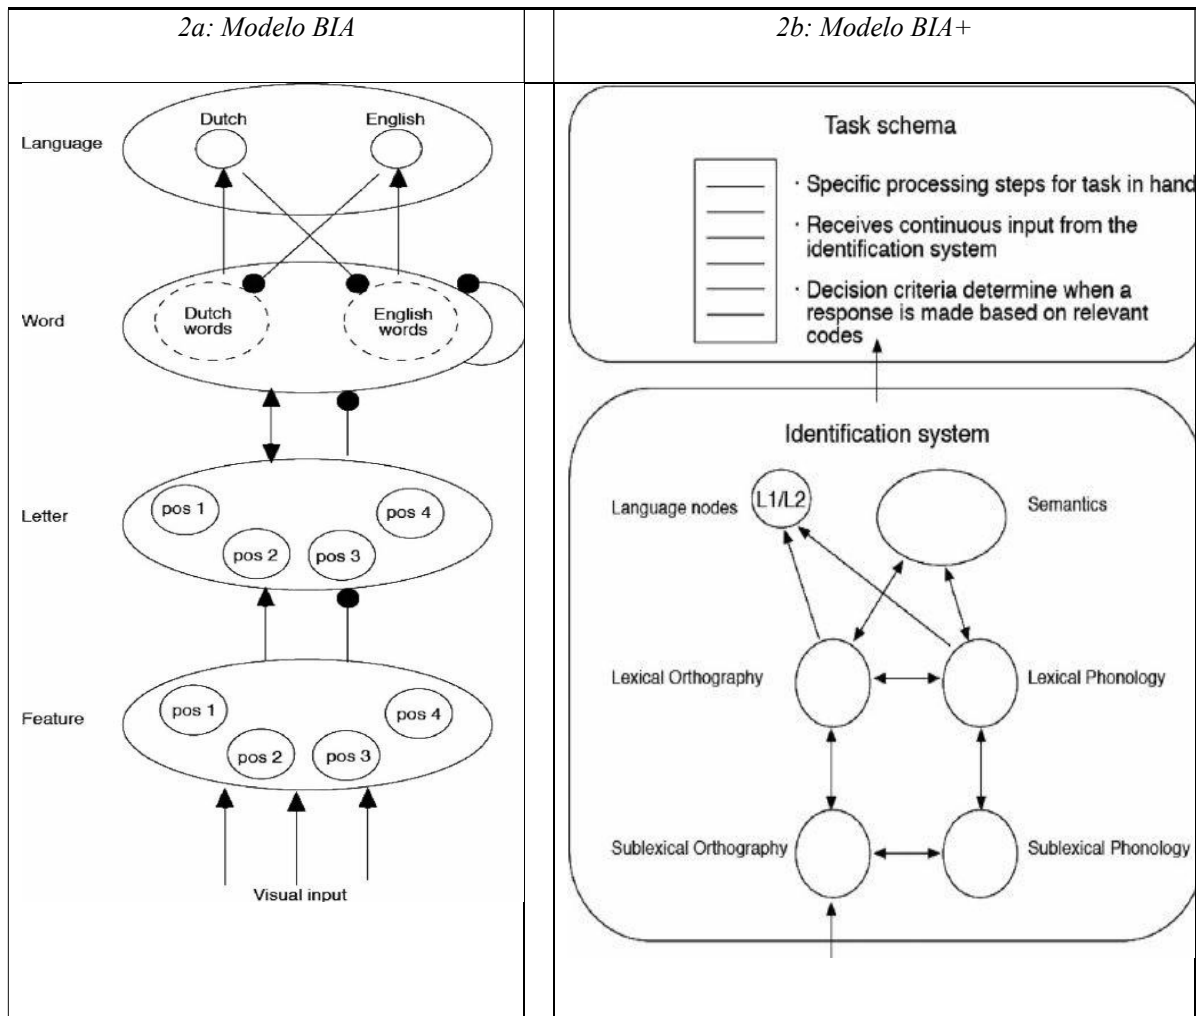 2a: Modelo BIA
2b: Modelo BIA+
Language
Dutch
English
Word
Dutch
words
English
words
Letter
pos 1
pos 2
pos 3
pos 4
Feature
pos 1
pos 2
pos 3
pos 4
Visual input
Task schema
· Specific processing steps for task in hand
· Receives continuous input from the
identification system
· Decision criteria determine when a
response is made based on relevant
codes
Identification system
Language nodes
L1/L2
Semantics
Lexical Orthography
Lexical Phonology
Sublexical Orthography
Sublexical Phonology